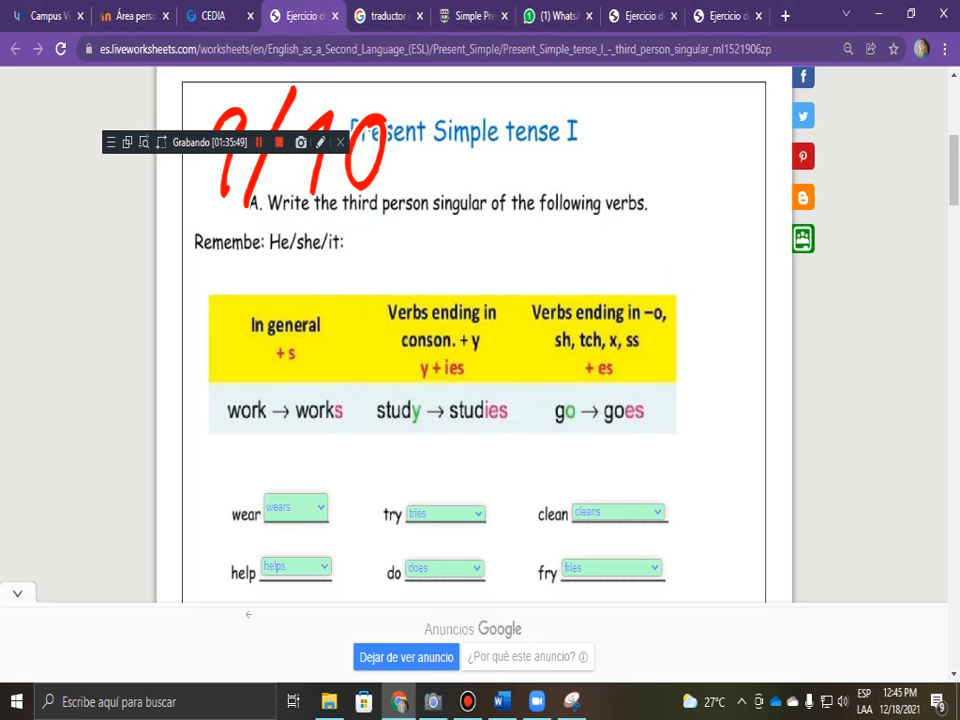 Campus Vi
Área perso
CEDIA
Ejercicio d
traductor e
Simple Pre
(1) Whats
Ejercicio d
Ejercicio d
es.liveworksheets.com/worksheets/en/English_as_a_Second_Language_(ESL)/Present_Simple/Present_Simple_tense_I_-_third_person_singular_ml1521906zp
9/10
Present Simple tense I
Grabando [01:35:49]
A. Write the third person singular of the following verbs.
Remembe: He/she/it:
In general
+ s
Verbs ending in
conson. + y
y + ies
Verbs ending in –o,
sh, tch, x, ss
+ es
work → works
study → studies
go → goes
wear wears
try tries
clean cleans
help helps
do does
fry fries
Anuncios Google
Dejar de ver anuncio
¿Por qué este anuncio?
Escribe aquí para buscar
27°C
ESP
LAA
12:45 PM
12/18/2021